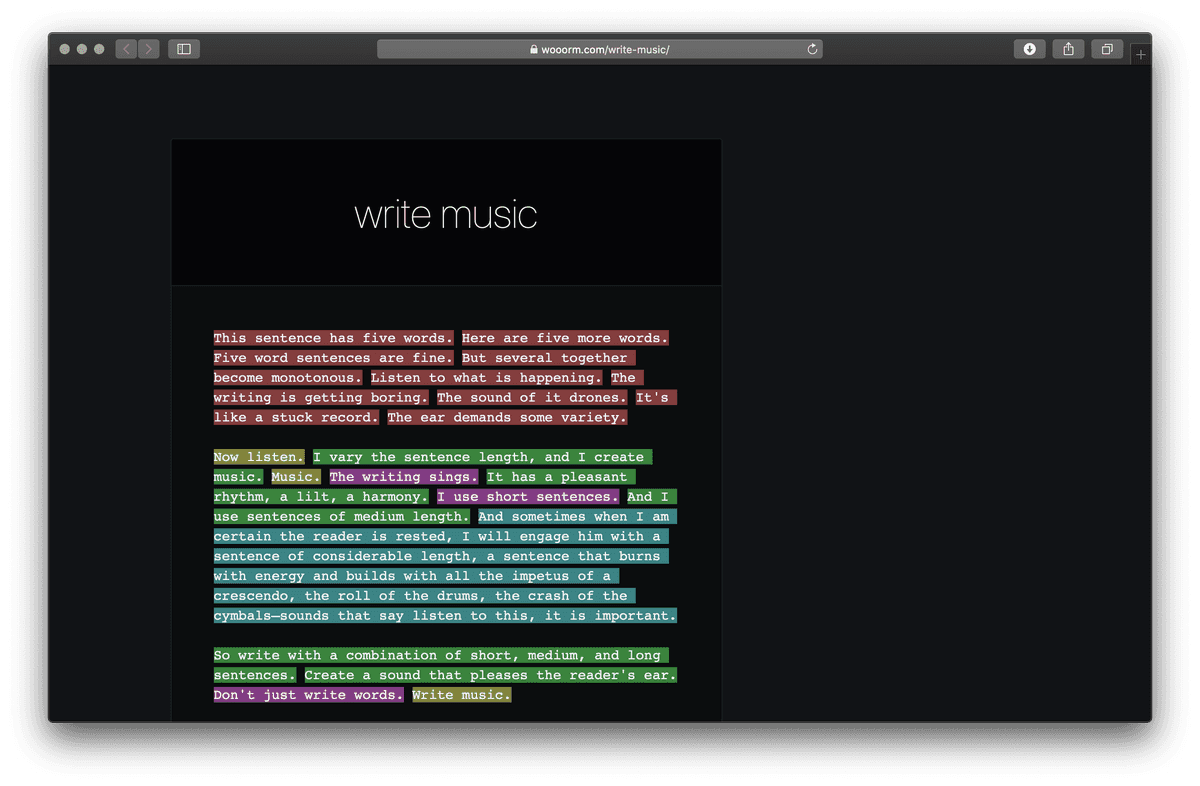 wooorm.com/write-music/
write music
This sentence has five words. Here are five more words.
Five word sentences are fine. But several together
become monotonous. Listen to what is happening. The
writing is getting boring. The sound of it drones. It's
like a stuck record. The ear demands some variety.
Now listen. I vary the sentence length, and I create
music. Music. The writing sings. It has a pleasant
rhythm, a lilt, a harmony. I use short sentences. And I
use sentences of medium length. And sometimes when I am
certain the reader is rested, I will engage him with a
sentence of considerable length, a sentence that burns
with energy and builds with all the impetus of a
crescendo, the roll of the drums, the crash of the
cymbals—sounds that say listen to this, it is important.
So write with a combination of short, medium, and long
sentences. Create a sound that pleases the reader's ear.
Don't just write words. Write music.